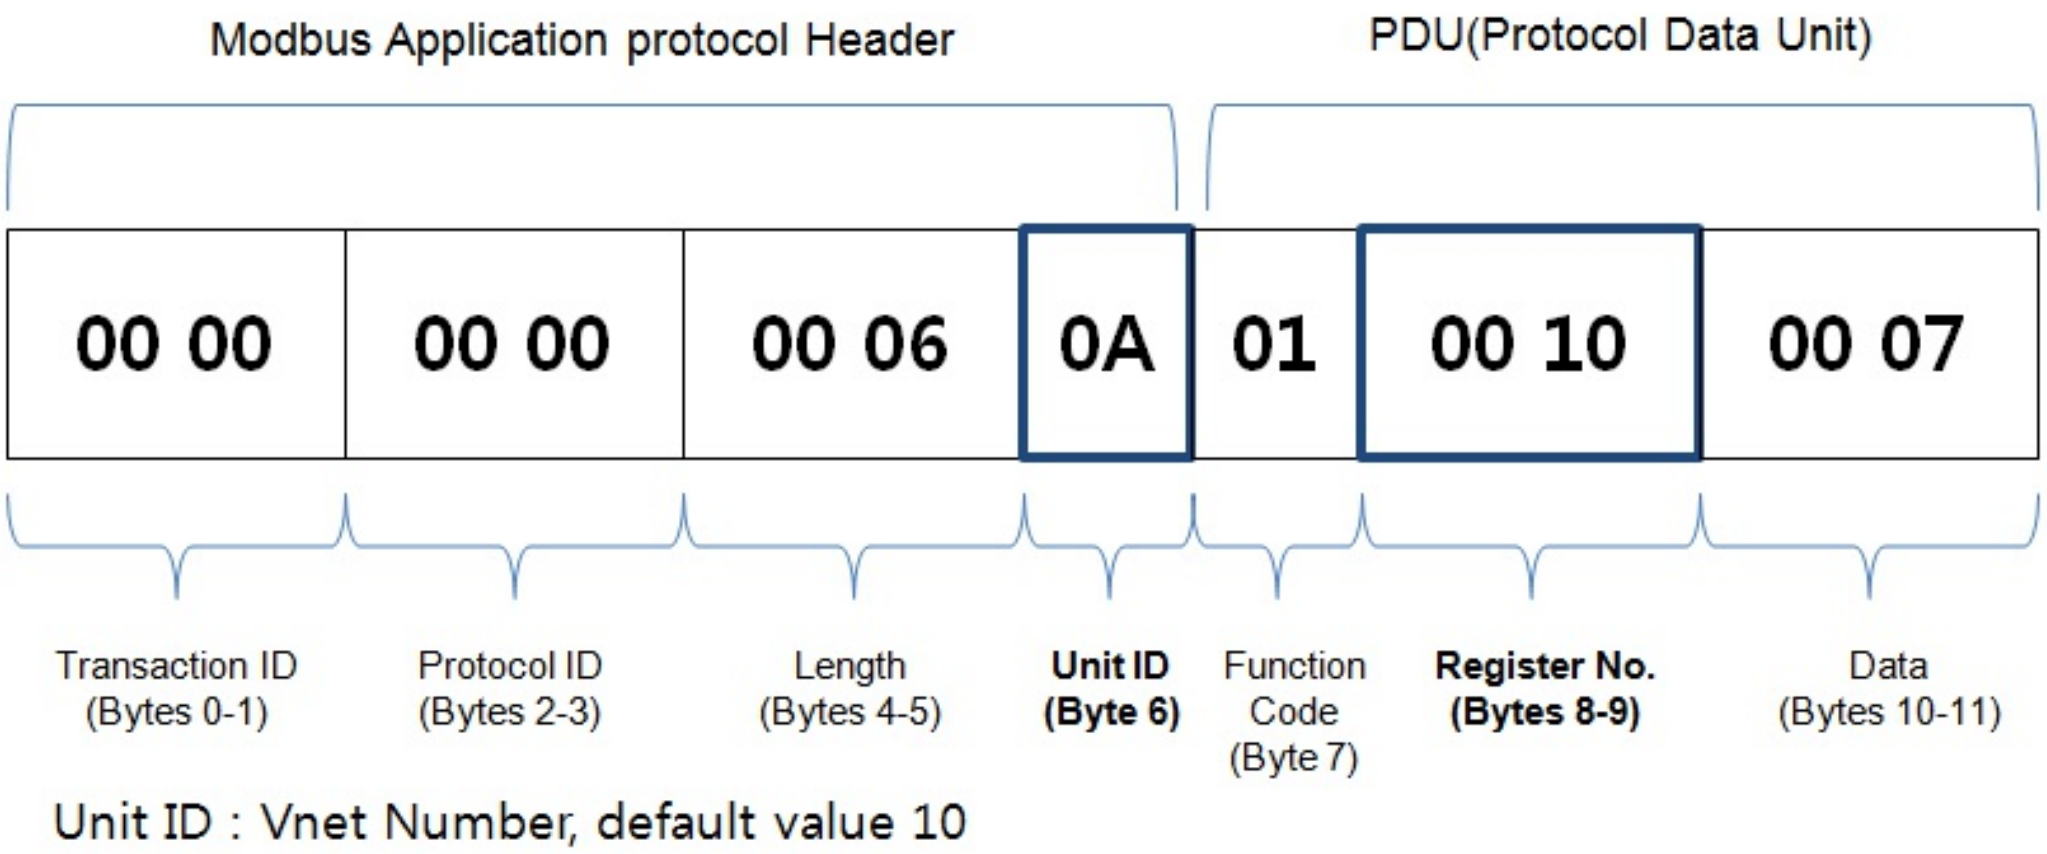 Modbus Application protocol Header
PDU(Protocol Data Unit)
00 00
00 00
00 06
0A
01
00 10
00 07
Transaction ID
(Bytes 0-1)
Protocol ID
(Bytes 2-3)
Length
(Bytes 4-5)
Unit ID
(Byte 6)
Function
Code
(Byte 7)
Register No.
(Bytes 8-9)
Data
(Bytes 10-11)
Unit ID : Vnet Number, default value 10